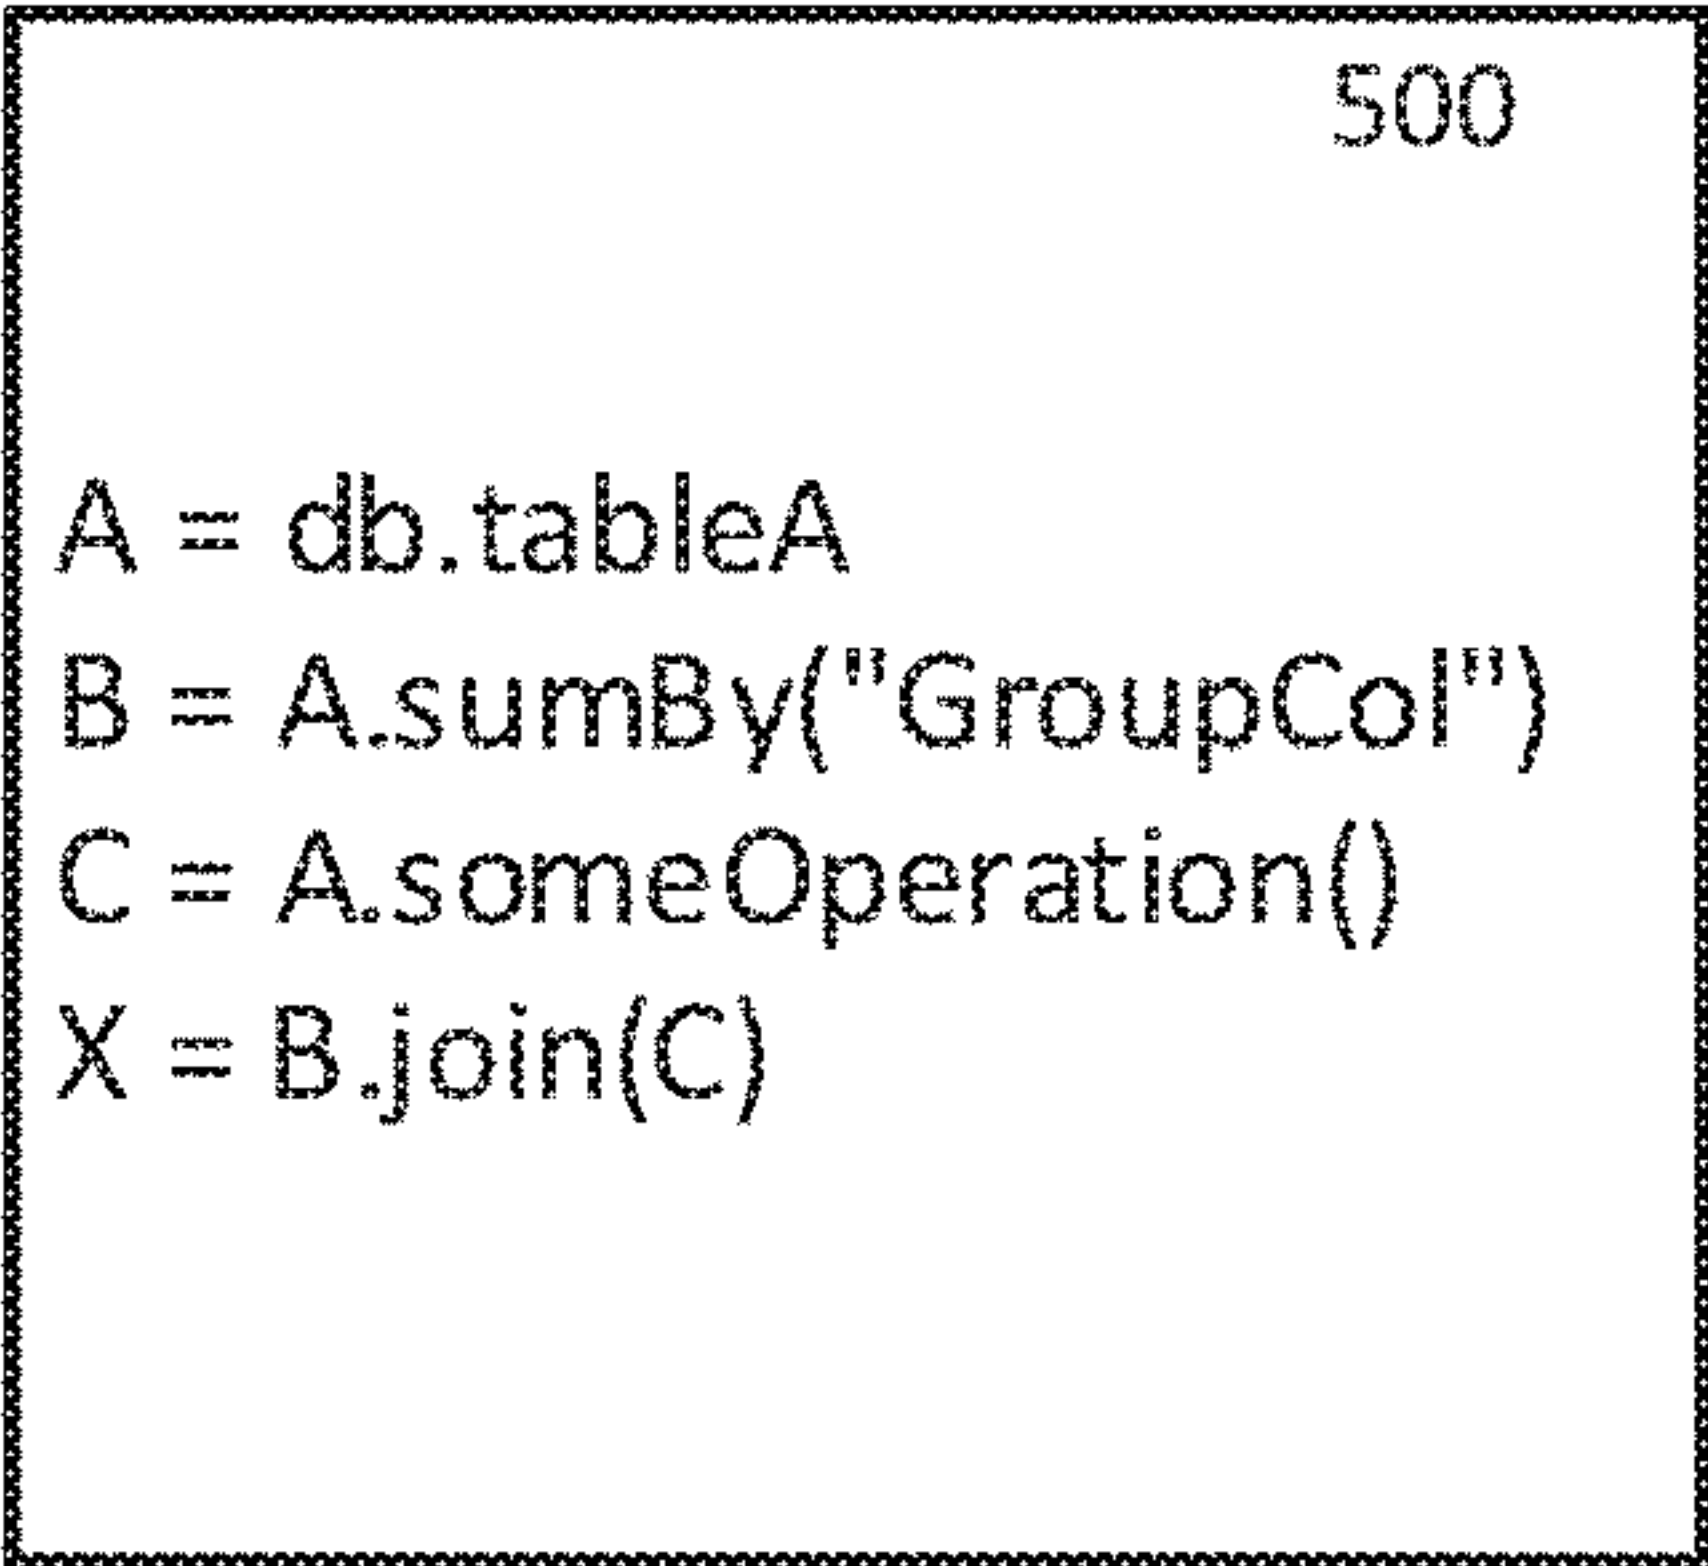 500
A = db.tableA
B = A.sumBy("GroupCol")
C = A.someOperation()
X = B.join(C)